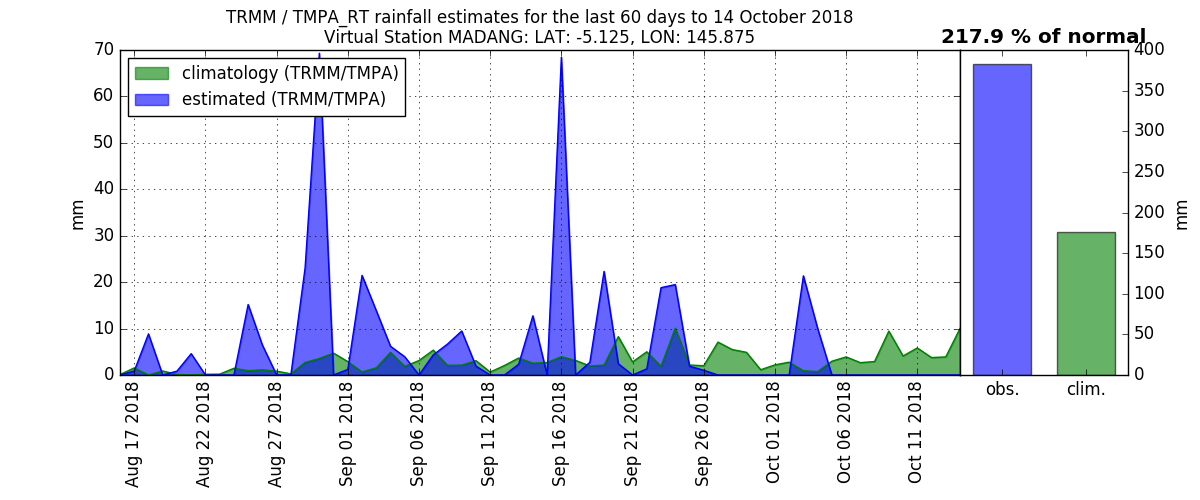 TRMM / TMPA_RT rainfall estimates for the last 60 days to 14 October 2018
Virtual Station MADANG: LAT: -5.125, LON: 145.875
217.9 % of normal
climatology (TRMM/TMPA)
estimated (TRMM/TMPA)
mm
70
60
50
40
30
20
10
0
Aug 17 2018
Aug 22 2018
Aug 27 2018
Sep 01 2018
Sep 06 2018
Sep 11 2018
Sep 16 2018
Sep 21 2018
Sep 26 2018
Oct 01 2018
Oct 06 2018
Oct 11 2018
obs.
clim.
400
350
300
250
200
150
100
50
0
mm